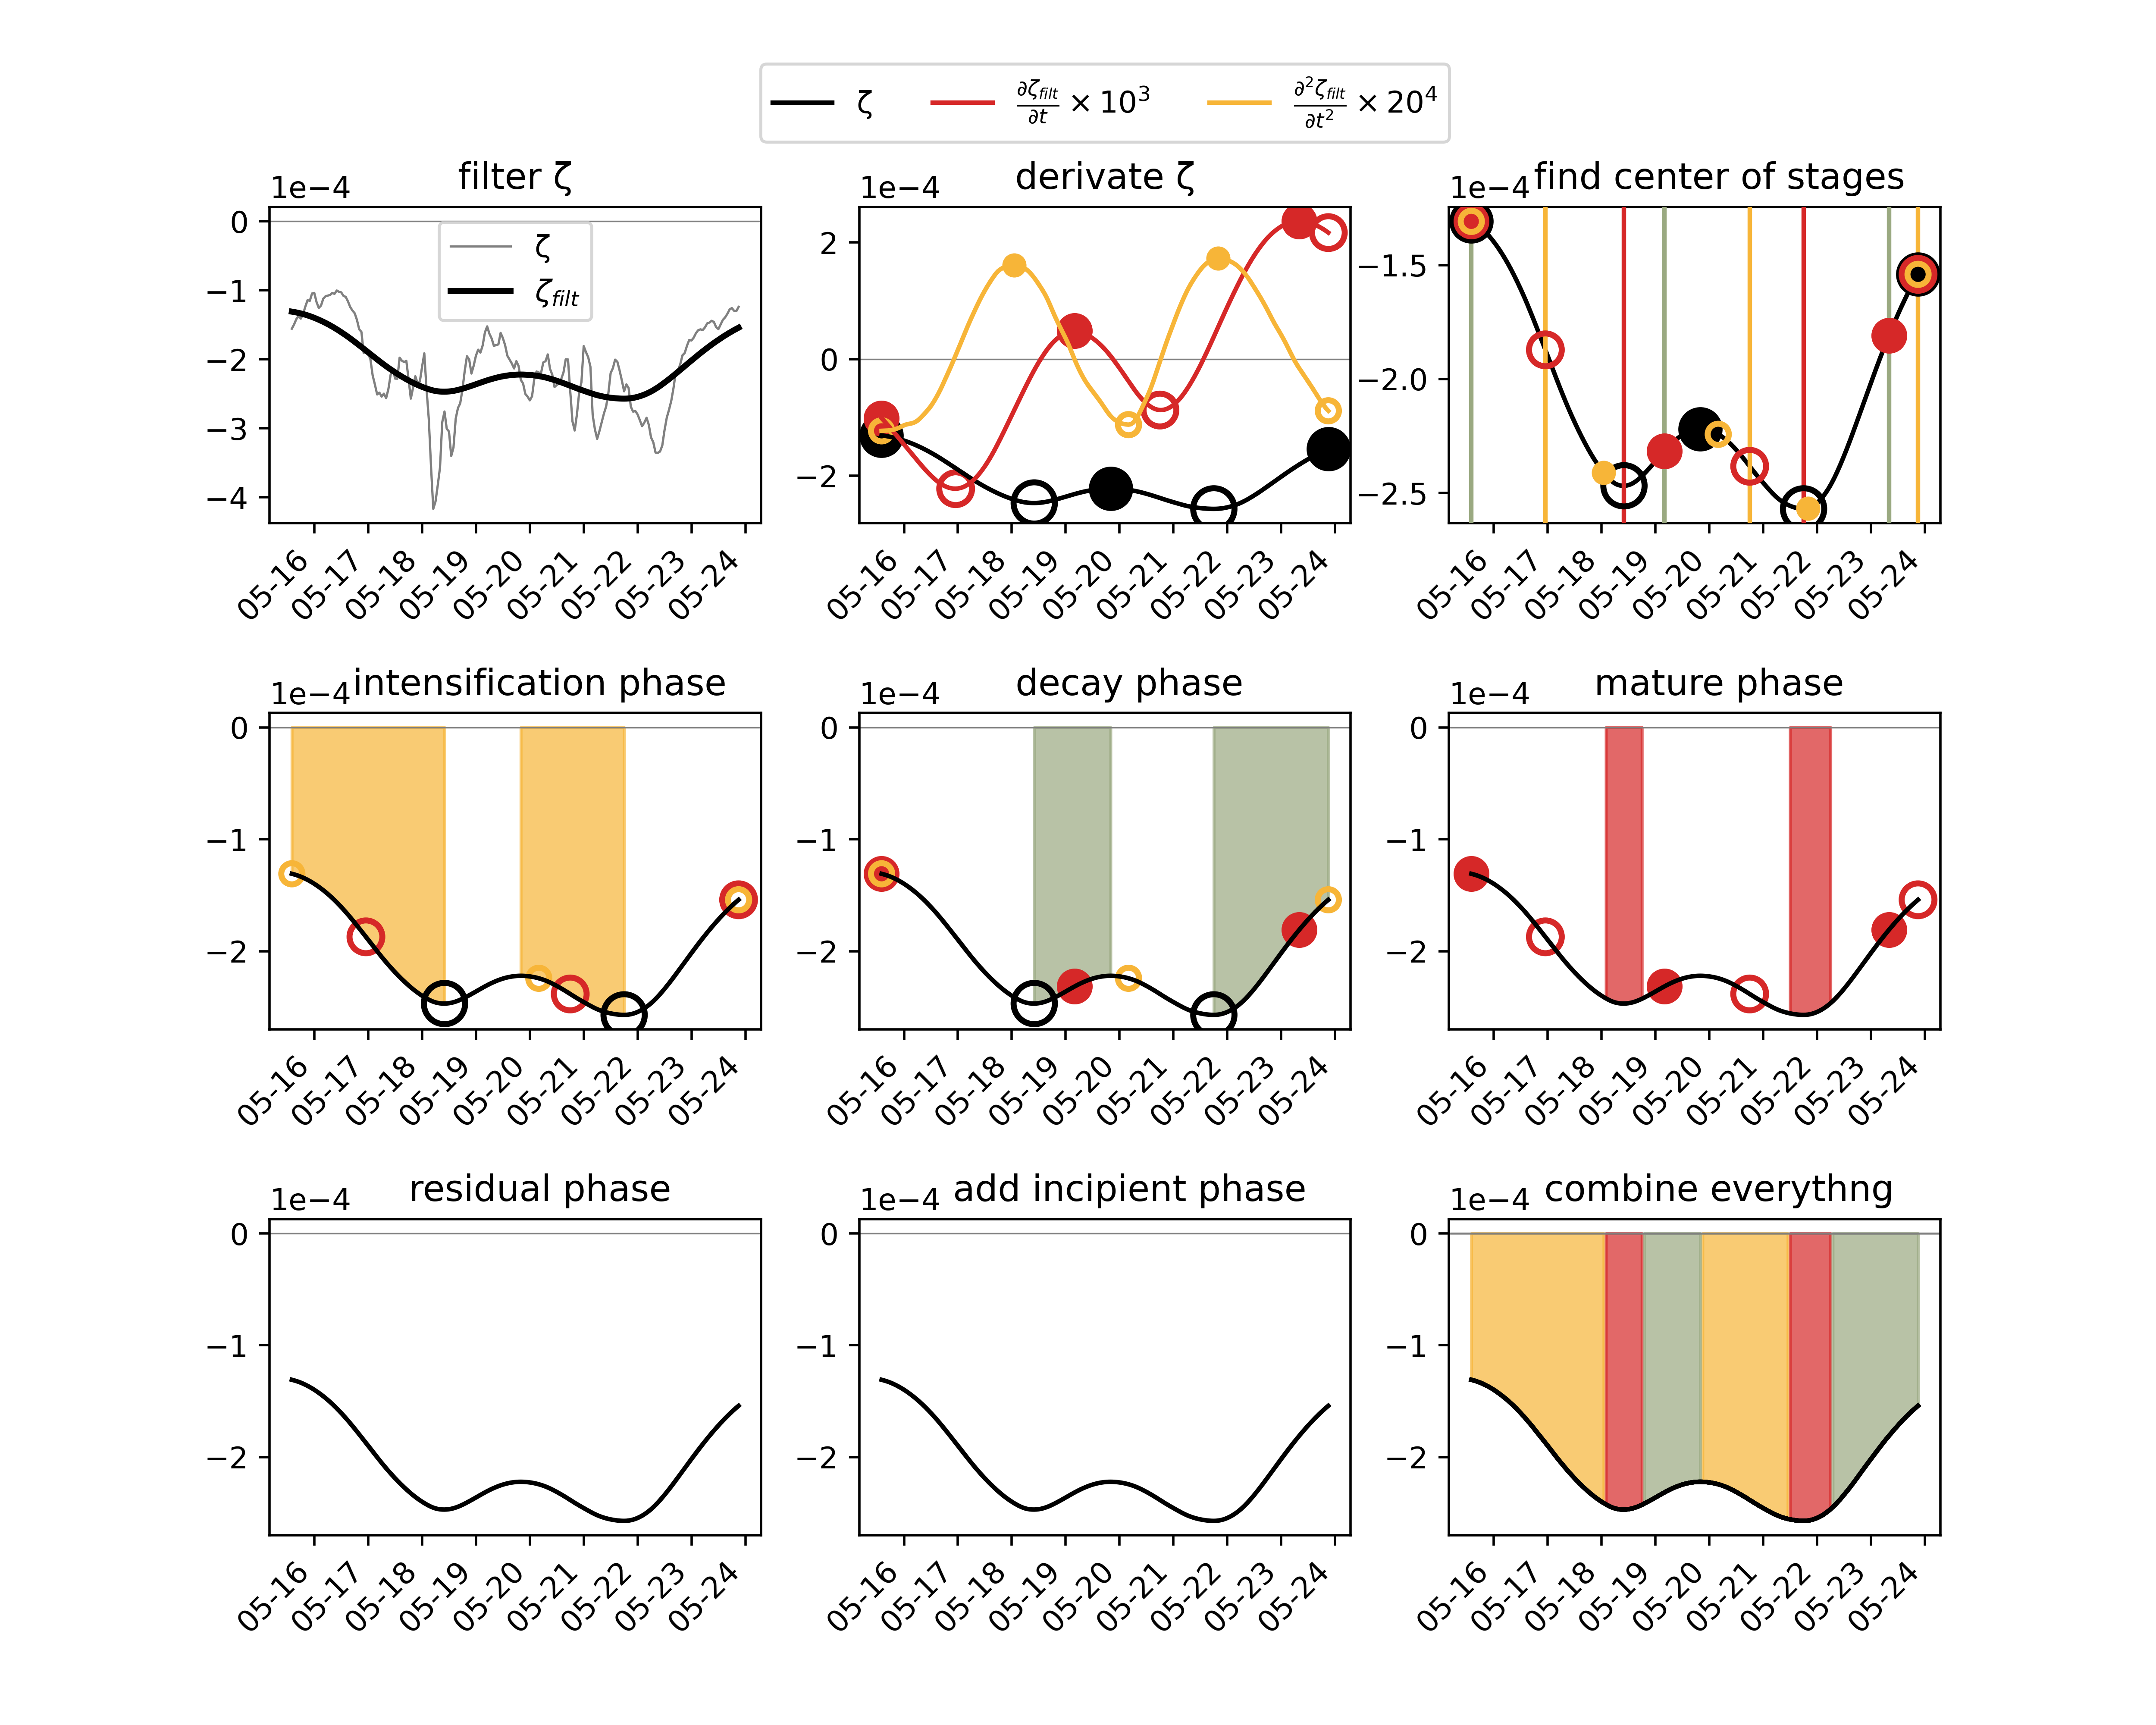 ζ ∂ζ_filt/∂t × 10³ ∂²ζ_filt/∂t² × 20⁴
filter ζ
1e−4
ζ
ζ_filt
0
−1
−2
−3
−4
05-16 05-17 05-18 05-19 05-20 05-21 05-22 05-23 05-24
derivate ζ
1e−4
2
0
−2
05-16 05-17 05-18 05-19 05-20 05-21 05-22 05-23 05-24
find center of stages
1e−4
−1.5
−2.0
−2.5
05-16 05-17 05-18 05-19 05-20 05-21 05-22 05-23 05-24
intensification phase
1e−4
0
−1
−2
05-16 05-17 05-18 05-19 05-20 05-21 05-22 05-23 05-24
decay phase
1e−4
0
−1
−2
05-16 05-17 05-18 05-19 05-20 05-21 05-22 05-23 05-24
mature phase
1e−4
0
−1
−2
05-16 05-17 05-18 05-19 05-20 05-21 05-22 05-23 05-24
residual phase
1e−4
0
−1
−2
05-16 05-17 05-18 05-19 05-20 05-21 05-22 05-23 05-24
add incipient phase
1e−4
0
−1
−2
05-16 05-17 05-18 05-19 05-20 05-21 05-22 05-23 05-24
combine everythng
1e−4
0
−1
−2
05-16 05-17 05-18 05-19 05-20 05-21 05-22 05-23 05-24